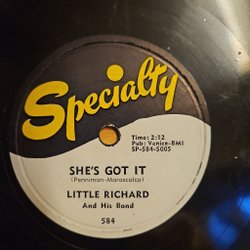 Specialty
Time: 2:12
Pub: Venice-BMI
SP-584-5005
SHE'S GOT IT
(Penniman-Marascalco)
LITTLE RICHARD
And His Band
584